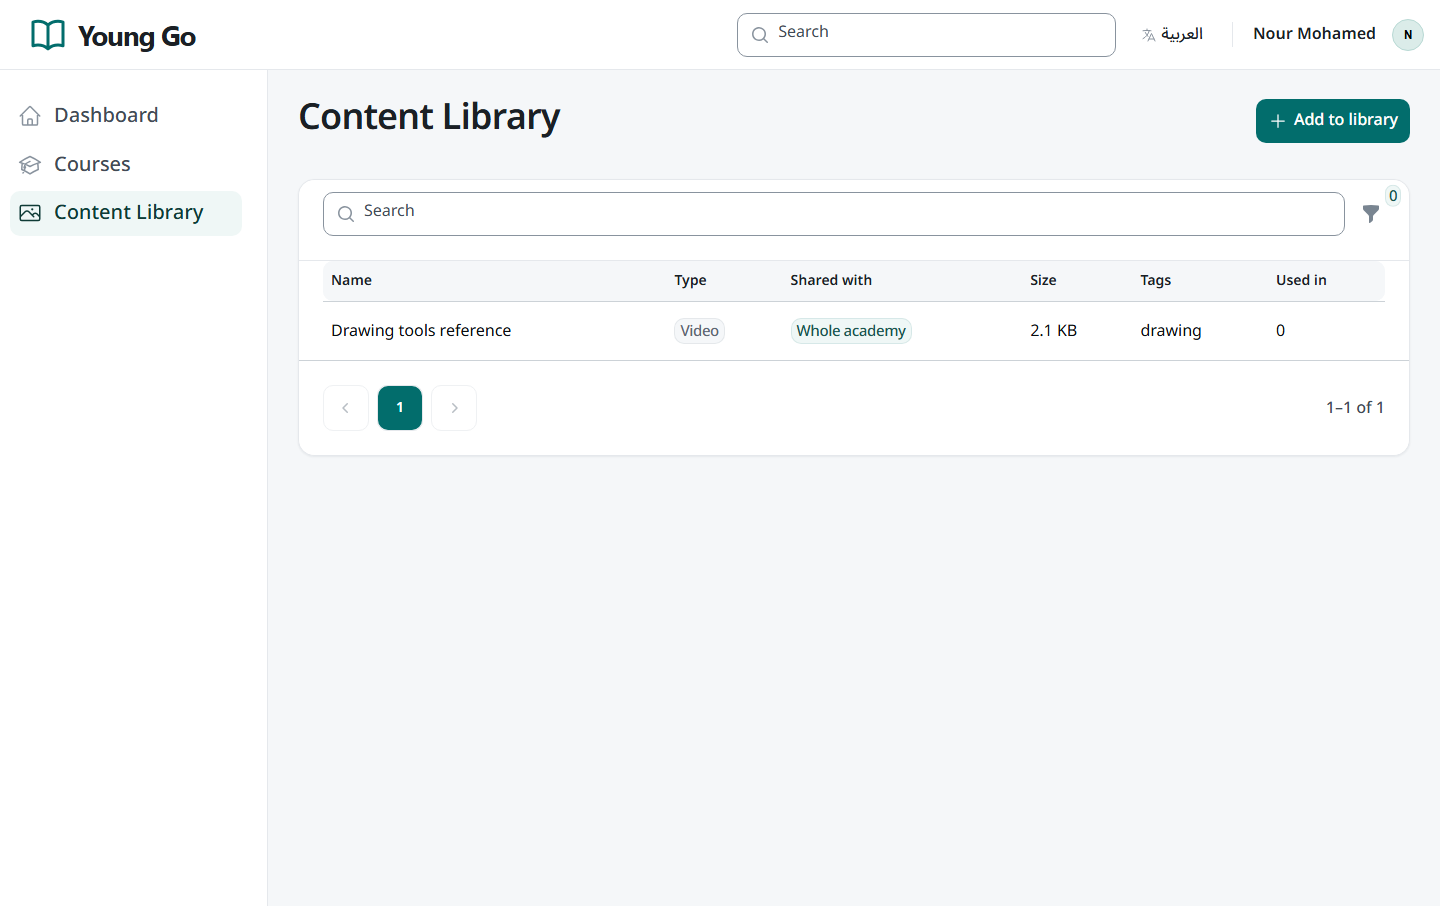 Young Go
Search
العربية
Nour Mohamed
N
Dashboard
Courses
Content Library
Content Library
Add to library
Search
0
Name Type Shared with Size Tags Used in
Drawing tools reference Video Whole academy 2.1 KB drawing 0
1
1–1 of 1